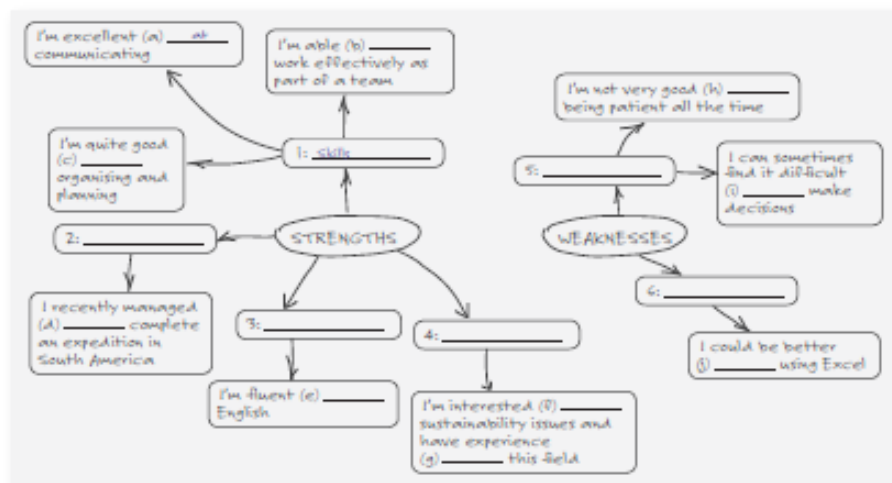 I'm excellent (a) at
communicating
I'm able (b)
work effectively as
part of a team
I'm quite good
(c)
organising and
planning
1: skills
2:
STRENGTHS
I recently managed
(d) complete
an expedition in
South America
3:
I'm fluent (e)
English
4:
I'm interested (f)
sustainability issues and
have experience
(g) this field
I'm not very good (h)
being patient all the time
5:
I can sometimes
find it difficult
(i) make
decisions
WEAKNESSES
6:
I could be better
(j) using Excel